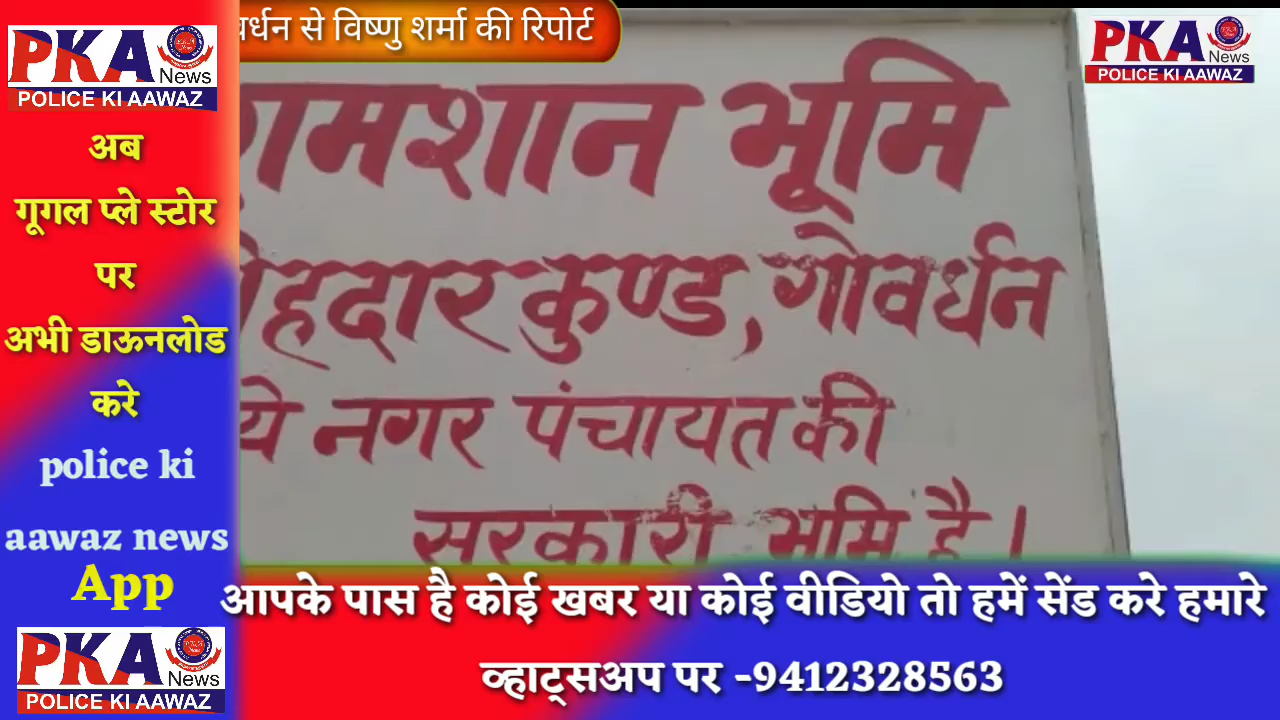 PKA
News
POLICE KI AAWAZ
अब
गूगल प्ले स्टोर
पर
अभी डाऊनलोड
करे
police ki
aawaz news
App
PKA
News
POLICE KI AAWAZ
से विष्णु शर्मा की रिपोर्ट
PKA
News
POLICE KI AAWAZ
भूमि
कुण्ड, गोवर्धन
ये नगर पंचायत की
सरकारी भूमि है।
आपके पास है कोई खबर या कोई वीडियो तो हमें सेंड करे हमारे
व्हाट्सअप पर -9412328563